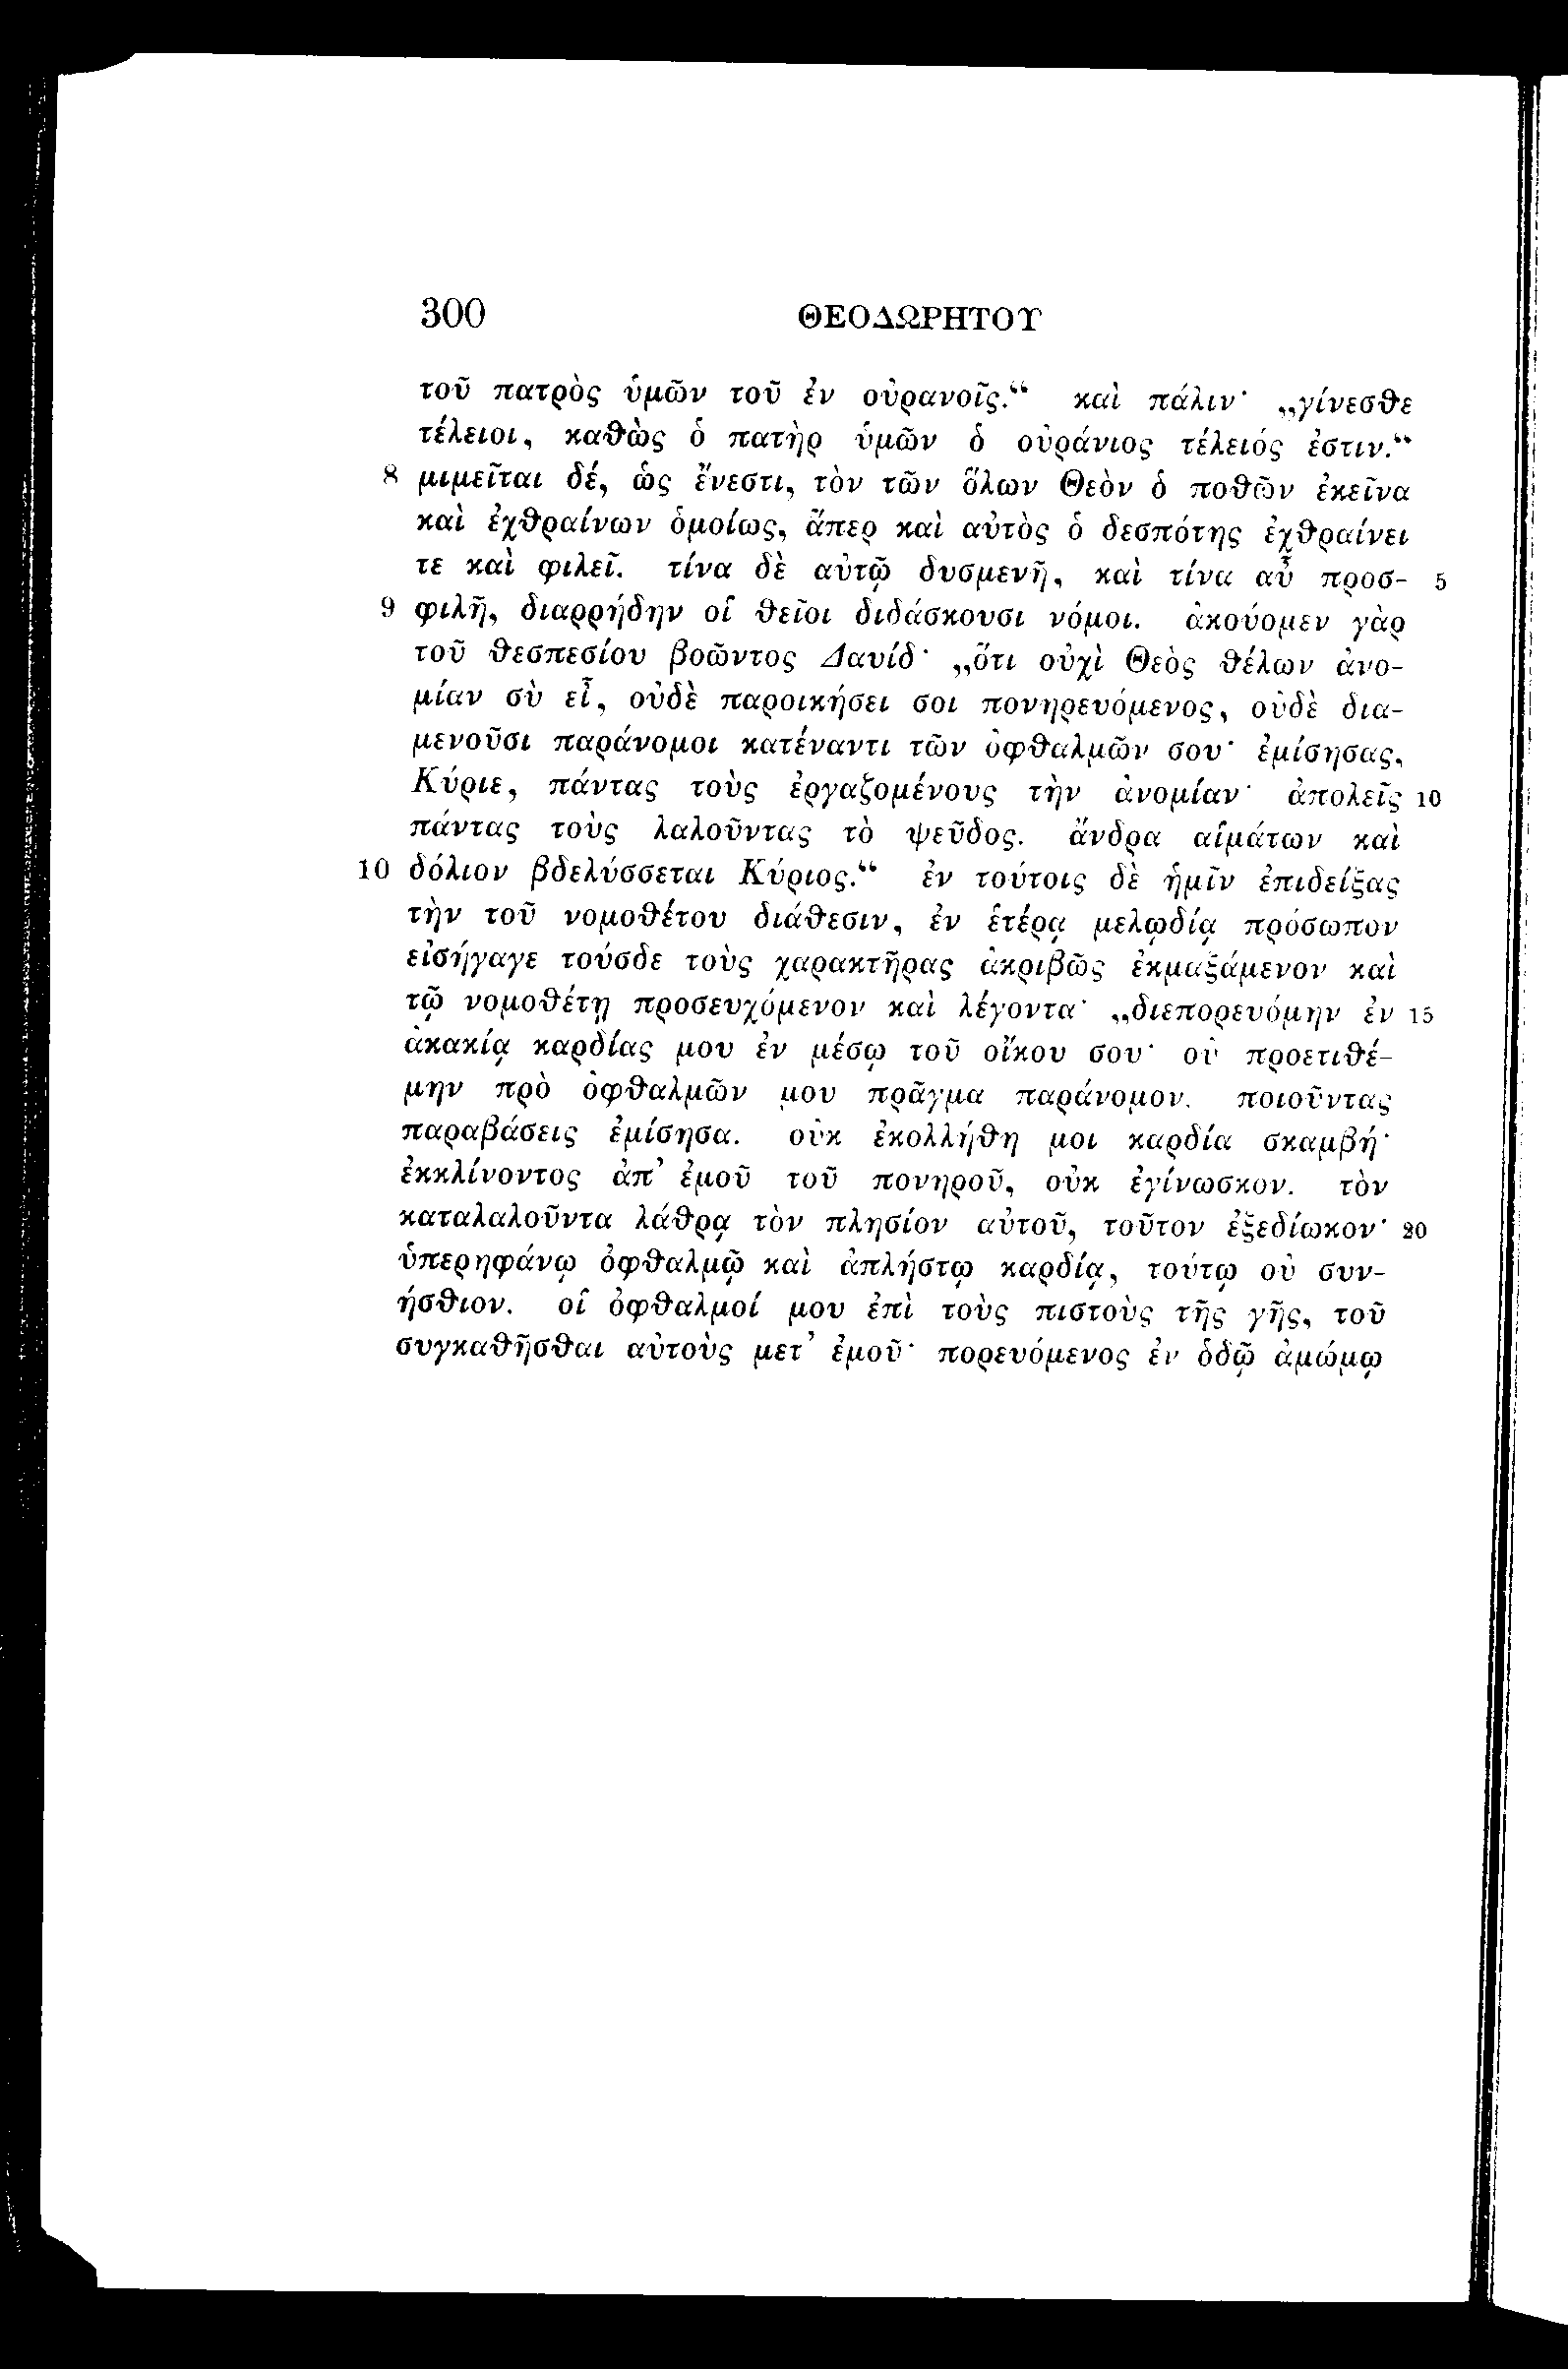 300 ΘΕΟΔΩΡΗΤΟΥ
τοῦ πατρὸς ὑμῶν τοῦ ἐν οὐρανοῖς.“ καὶ πάλιν· „γίνεσθε
τέλειοι, καθὼς ὁ πατὴρ ὑμῶν ὁ οὐράνιος τέλειός ἐστιν.“
8 μιμεῖται δέ, ὡς ἔνεστι, τὸν τῶν ὅλων Θεὸν ὁ ποθῶν ἐκεῖνα
καὶ ἐχθραίνων ὁμοίως, ἅπερ καὶ αὐτὸς ὁ δεσπότης ἐχθραίνει
τε καὶ φιλεῖ. τίνα δὲ αὐτῷ δυσμενῆ, καὶ τίνα αὖ προσ- 5
9 φιλῆ, διαρρήδην οἱ θεῖοι διδάσκουσι νόμοι. ἀκούομεν γὰρ
τοῦ θεσπεσίου βοῶντος Δαυίδ· „ὅτι οὐχὶ Θεὸς θέλων ἀνο-
μίαν σὺ εἶ, οὐδὲ παροικήσει σοι πονηρευόμενος, οὐδὲ δια-
μενοῦσι παράνομοι κατέναντι τῶν ὀφθαλμῶν σου· ἐμίσησας,
Κύριε, πάντας τοὺς ἐργαζομένους τὴν ἀνομίαν· ἀπολεῖς 10
πάντας τοὺς λαλοῦντας τὸ ψεῦδος. ἄνδρα αἱμάτων καὶ
10 δόλιον βδελύσσεται Κύριος.“ ἐν τούτοις δὲ ἡμῖν ἐπιδείξας
τὴν τοῦ νομοθέτου διάθεσιν, ἐν ἑτέρᾳ μελῳδίᾳ πρόσωπον
εἰσήγαγε τούσδε τοὺς χαρακτῆρας ἀκριβῶς ἐκμαξάμενον καὶ
τῷ νομοθέτῃ προσευχόμενον καὶ λέγοντα· „διεπορευόμην ἐν 15
ἀκακίᾳ καρδίας μου ἐν μέσῳ τοῦ οἴκου σου· οὐ προετιθέ-
μην πρὸ ὀφθαλμῶν μου πρᾶγμα παράνομον. ποιοῦντας
παραβάσεις ἐμίσησα. οὐκ ἐκολλήθη μοι καρδία σκαμβή·
ἐκκλίνοντος ἀπ’ ἐμοῦ τοῦ πονηροῦ, οὐκ ἐγίνωσκον. τὸν
καταλαλοῦντα λάθρᾳ τὸν πλησίον αὐτοῦ, τοῦτον ἐξεδίωκον· 20
ὑπερηφάνῳ ὀφθαλμῷ καὶ ἀπλήστῳ καρδίᾳ, τούτῳ οὐ συν-
ήσθιον. οἱ ὀφθαλμοί μου ἐπὶ τοὺς πιστοὺς τῆς γῆς, τοῦ
συγκαθῆσθαι αὐτοὺς μετ’ ἐμοῦ· πορευόμενος ἐν ὁδῷ ἀμώμῳ